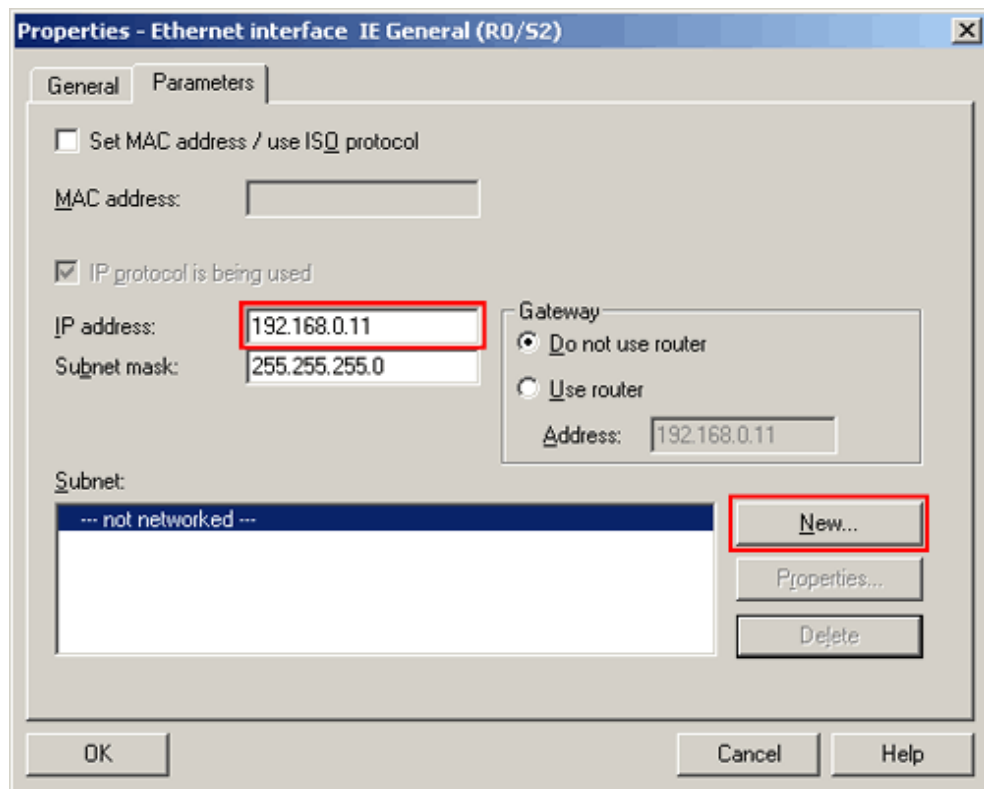 Properties - Ethernet interface IE General (R0/S2)
General
Parameters
Set MAC address / use ISO protocol
MAC address:
IP protocol is being used
IP address:
192.168.0.11
Subnet mask:
255.255.255.0
Gateway
Do not use router
Use router
Address:
192.168.0.11
Subnet:
--- not networked ---
New...
Properties...
Delete
OK
Cancel
Help